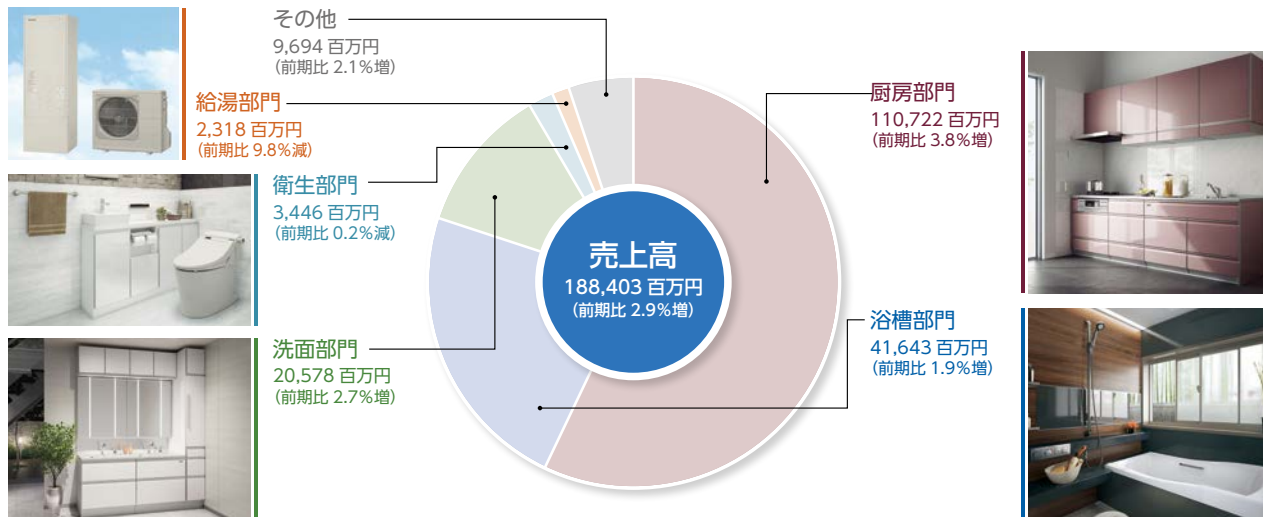 その他
9,694 百万円
(前期比 2.1%増)
給湯部門
2,318 百万円
(前期比 9.8%減)
衛生部門
3,446 百万円
(前期比 0.2%減)
洗面部門
20,578 百万円
(前期比 2.7%増)
売上高
188,403 百万円
(前期比 2.9%増)
厨房部門
110,722 百万円
(前期比 3.8%増)
浴槽部門
41,643 百万円
(前期比 1.9%増)